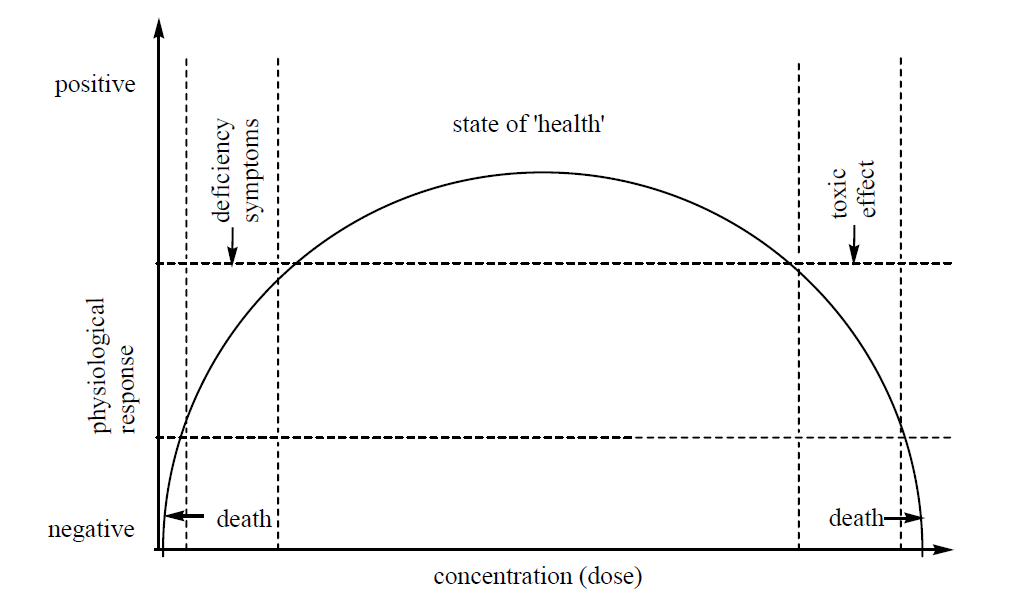 positive
deficiency
symptoms
state of 'health'
toxic
effect
physiological
response
negative
death
death
concentration (dose)